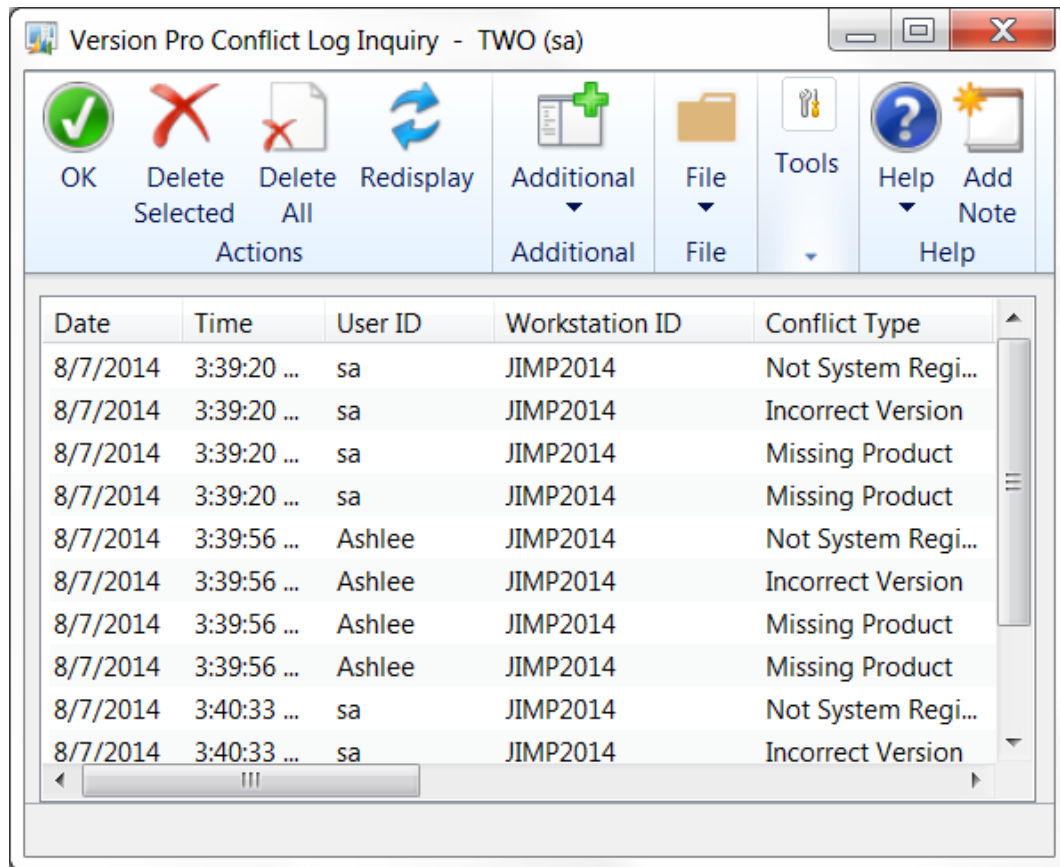 Version Pro Conflict Log Inquiry - TWO (sa)
OK Delete Selected Delete All Redisplay
Actions
Additional
Additional
File
File
Tools
Help Add Note
Help
Date Time User ID Workstation ID Conflict Type
8/7/2014 3:39:20 ... sa JIMP2014 Not System Regi...
8/7/2014 3:39:20 ... sa JIMP2014 Incorrect Version
8/7/2014 3:39:20 ... sa JIMP2014 Missing Product
8/7/2014 3:39:20 ... sa JIMP2014 Missing Product
8/7/2014 3:39:56 ... Ashlee JIMP2014 Not System Regi...
8/7/2014 3:39:56 ... Ashlee JIMP2014 Incorrect Version
8/7/2014 3:39:56 ... Ashlee JIMP2014 Missing Product
8/7/2014 3:39:56 ... Ashlee JIMP2014 Missing Product
8/7/2014 3:40:33 ... sa JIMP2014 Not System Regi...
8/7/2014 3:40:33 ... sa JIMP2014 Incorrect Version